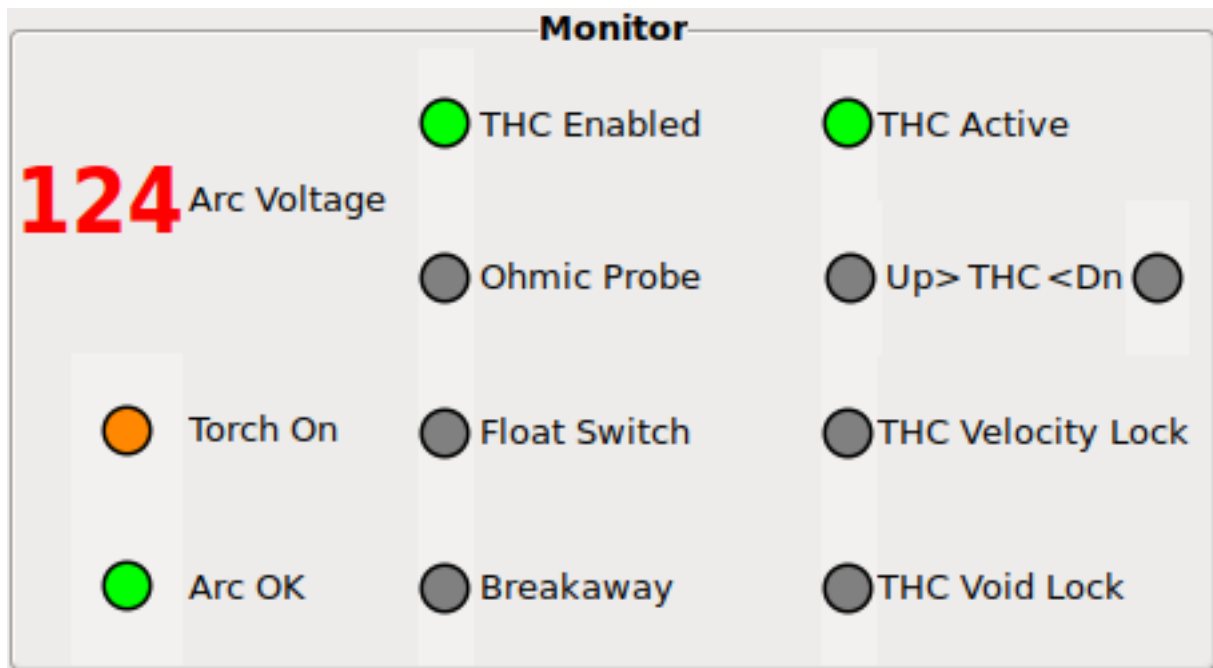 Monitor
THC Enabled
THC Active
124 Arc Voltage
Ohmic Probe
Up> THC <Dn
Torch On
Float Switch
THC Velocity Lock
Arc OK
Breakaway
THC Void Lock